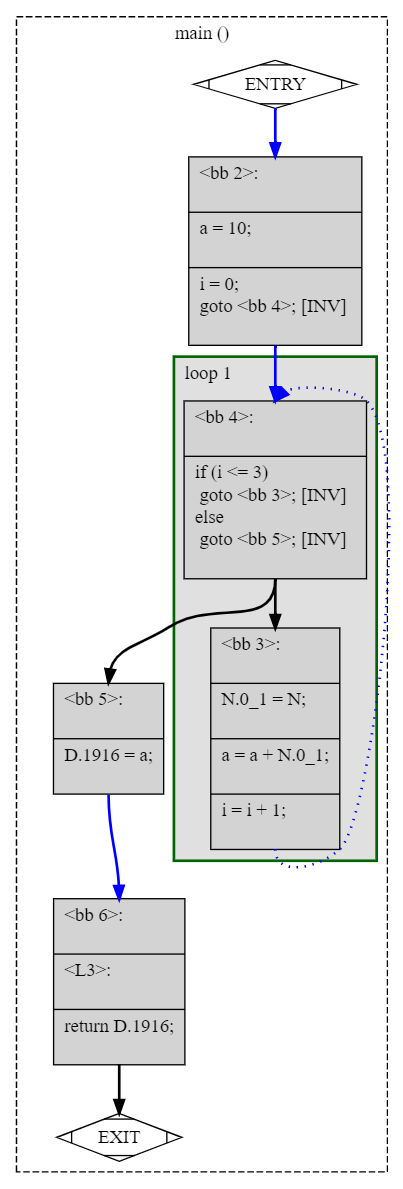 main ()
ENTRY
<bb 2>:
a = 10;
i = 0;
goto <bb 4>; [INV]
loop 1
<bb 4>:
if (i <= 3)
goto <bb 3>; [INV]
else
goto <bb 5>; [INV]
<bb 3>:
N.0_1 = N;
a = a + N.0_1;
i = i + 1;
<bb 5>:
D.1916 = a;
<bb 6>:
<L3>:
return D.1916;
EXIT